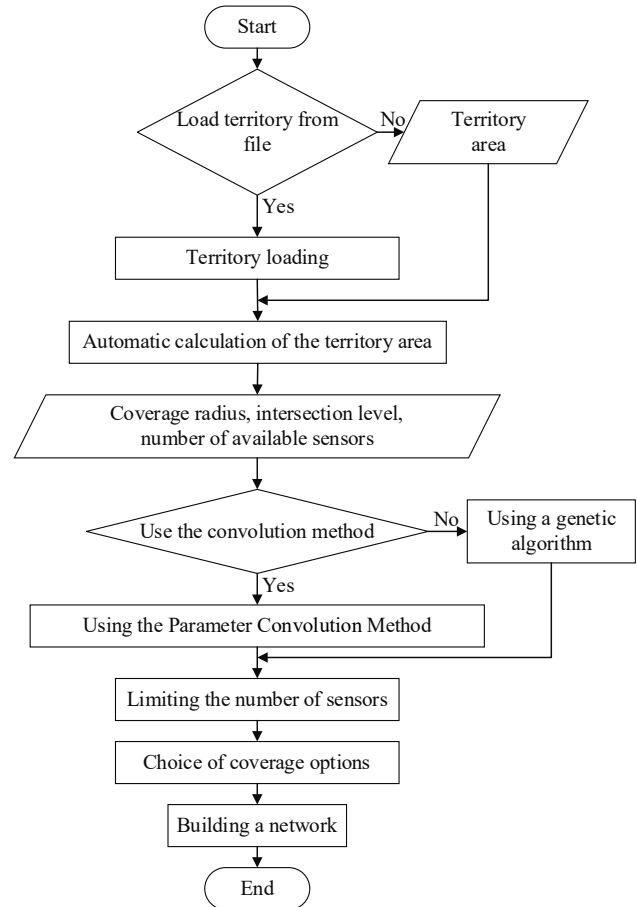 Start
Load territory from
file
No
Territory
area
Yes
Territory loading
Automatic calculation of the territory area
Coverage radius, intersection level,
number of available sensors
Use the convolution method
No
Using a genetic
algorithm
Yes
Using the Parameter Convolution Method
Limiting the number of sensors
Choice of coverage options
Building a network
End